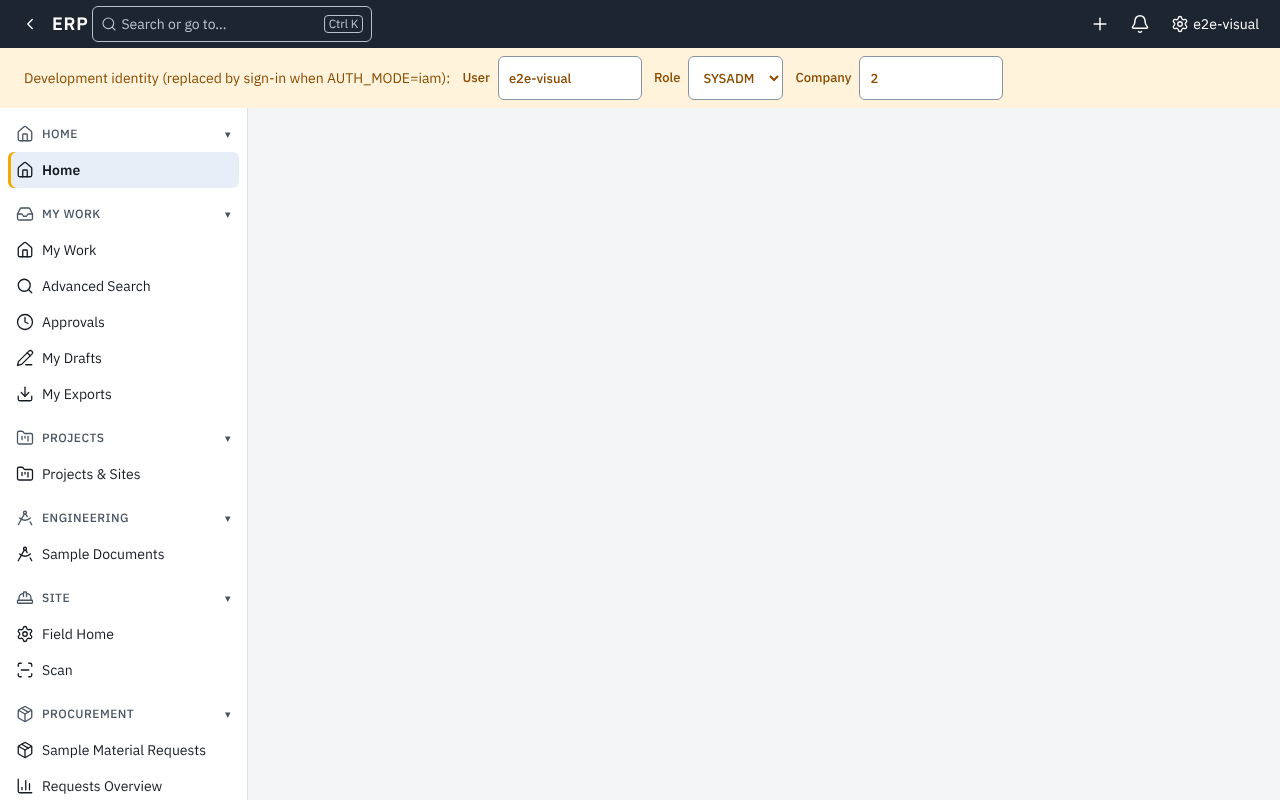 ERP Search or go to... Ctrl K e2e-visual
Development identity (replaced by sign-in when AUTH_MODE=iam): User e2e-visual Role SYSADM Company 2
HOME
Home
MY WORK
My Work
Advanced Search
Approvals
My Drafts
My Exports
PROJECTS
Projects & Sites
ENGINEERING
Sample Documents
SITE
Field Home
Scan
PROCUREMENT
Sample Material Requests
Requests Overview